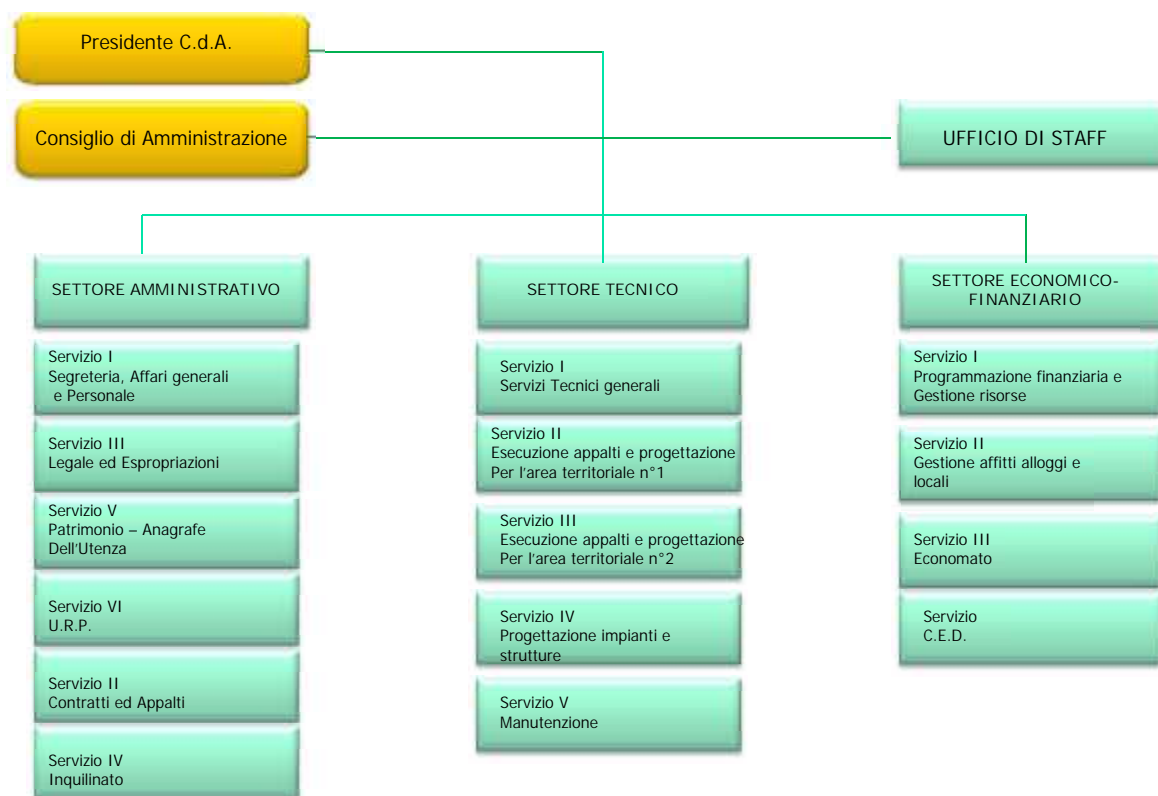 Presidente C.d.A.
Consiglio di Amministrazione
UFFICIO DI STAFF
SETTORE AMMINISTRATIVO
Servizio I
Segreteria, Affari generali
e Personale
Servizio III
Legale ed Espropriazioni
Servizio V
Patrimonio – Anagrafe
Dell'Utenza
Servizio VI
U.R.P.
Servizio II
Contratti ed Appalti
Servizio IV
Inquilinato
SETTORE TECNICO
Servizio I
Servizi Tecnici generali
Servizio II
Esecuzione appalti e progettazione
Per l'area territoriale n°1
Servizio III
Esecuzione appalti e progettazione
Per l'area territoriale n°2
Servizio IV
Progettazione impianti e
strutture
Servizio V
Manutenzione
SETTORE ECONOMICO-
FINANZIARIO
Servizio I
Programmazione finanziaria e
Gestione risorse
Servizio II
Gestione affitti alloggi e
locali
Servizio III
Economato
Servizio
C.E.D.